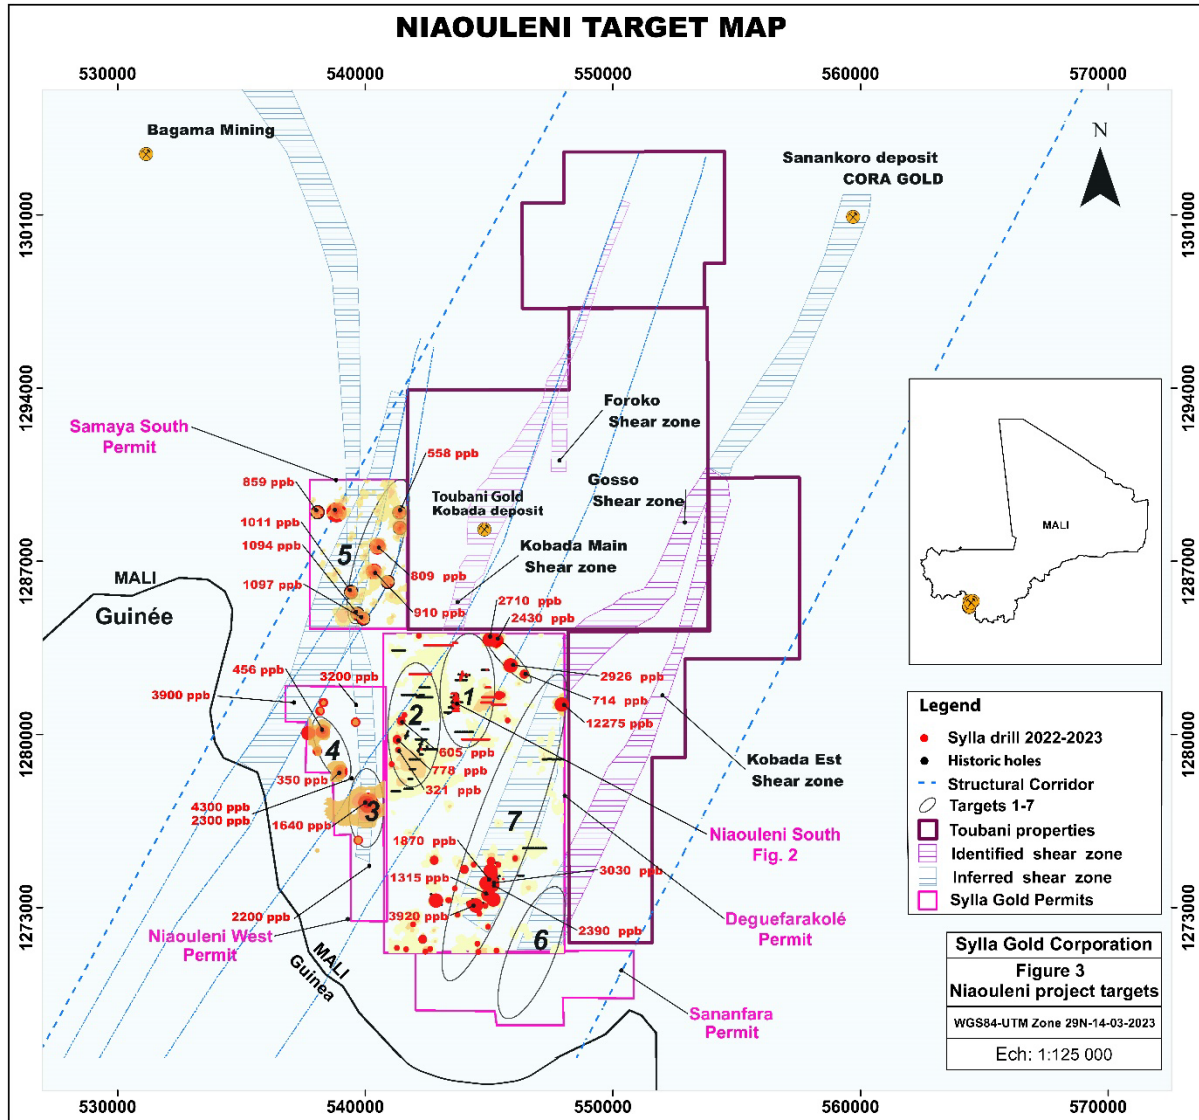 NIAOULENI TARGET MAP
530000
540000
550000
560000
570000
Bagama Mining
Sanankoro deposit
CORA GOLD
N
1301000
1301000
1294000
1294000
Foroko
Shear zone
Samaya South
Permit
558 ppb
859 ppb
Toubani Gold
Kobada deposit
Gosso
Shear zone
1011 ppb
MALI
5
1094 ppb
Kobada Main
Shear zone
1287000
1287000
809 ppb
MALI
1097 ppb
910 ppb
2710 ppb
2430 ppb
Guinée
456 ppb
3200 ppb
2926 ppb
3900 ppb
714 ppb
1
2
12275 ppb
1280000
1280000
4
605 ppb
778 ppb
Kobada Est
Shear zone
350 ppb
321 ppb
4300 ppb
2300 ppb
3
1640 ppb
7
Niaouleni South
Fig. 2
1870 ppb
3030 ppb
1315 ppb
1273000
1273000
2200 ppb
3920 ppb
2390 ppb
Deguefarakolé
Permit
Niaouleni West
Permit
6
MALI
Guinea
Sananfara
Permit
Legend
Sylla drill 2022-2023
Historic holes
Structural Corridor
Targets 1-7
Toubani properties
Identified shear zone
Inferred shear zone
Sylla Gold Permits
Sylla Gold Corporation
Figure 3
Niaouleni project targets
WGS84-UTM Zone 29N-14-03-2023
Ech: 1:125 000
530000
540000
550000
560000
570000